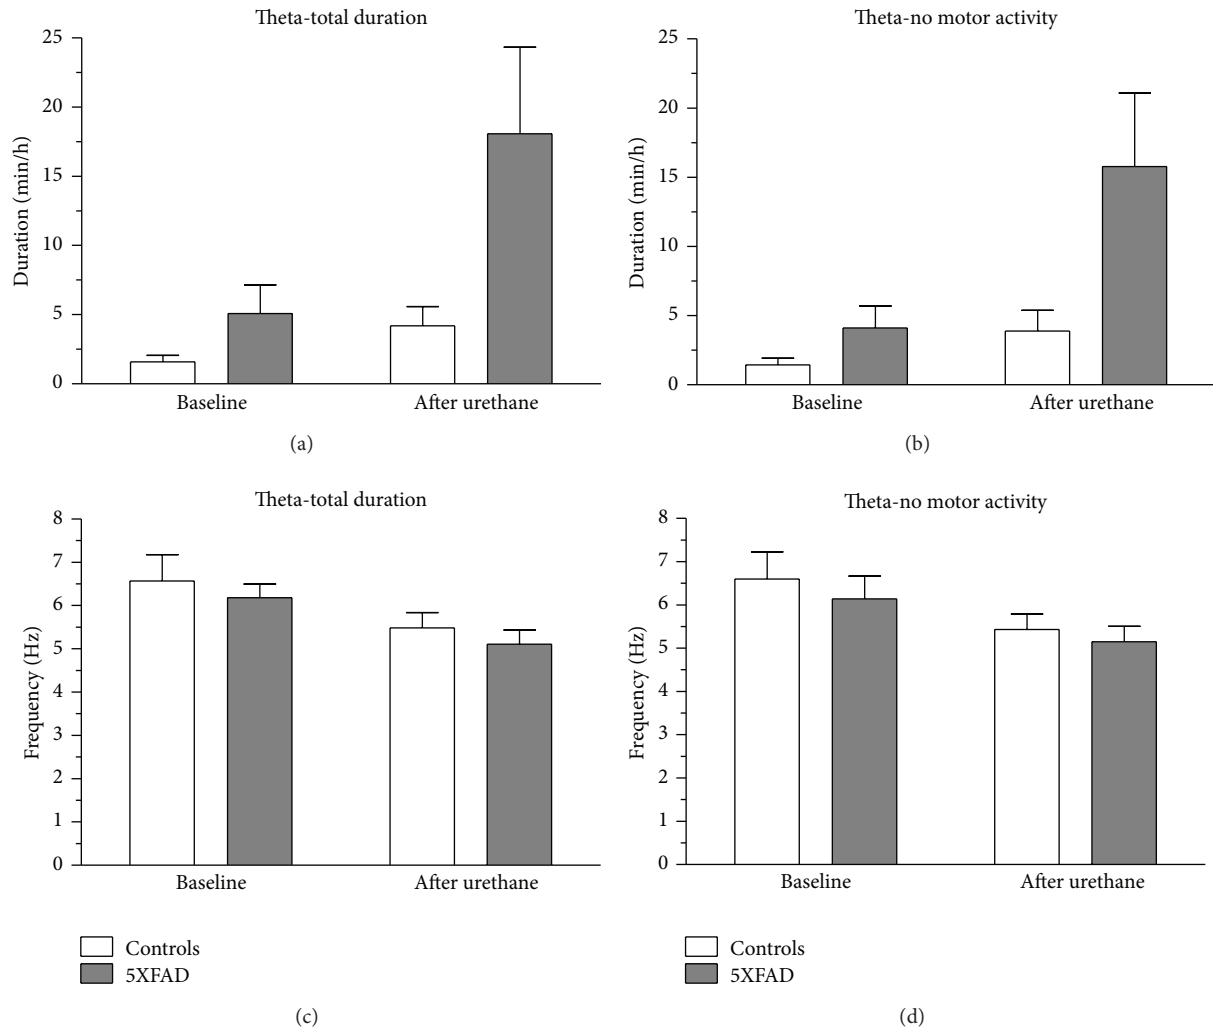 Theta-total duration
25
20
15
10
5
0
Duration (min/h)
Baseline
After urethane
(a)
Theta-no motor activity
25
20
15
10
5
0
Duration (min/h)
Baseline
After urethane
(b)
Theta-total duration
8
7
6
5
4
3
2
1
0
Frequency (Hz)
Baseline
After urethane
Controls
5XFAD
(c)
Theta-no motor activity
8
7
6
5
4
3
2
1
0
Frequency (Hz)
Baseline
After urethane
Controls
5XFAD
(d)